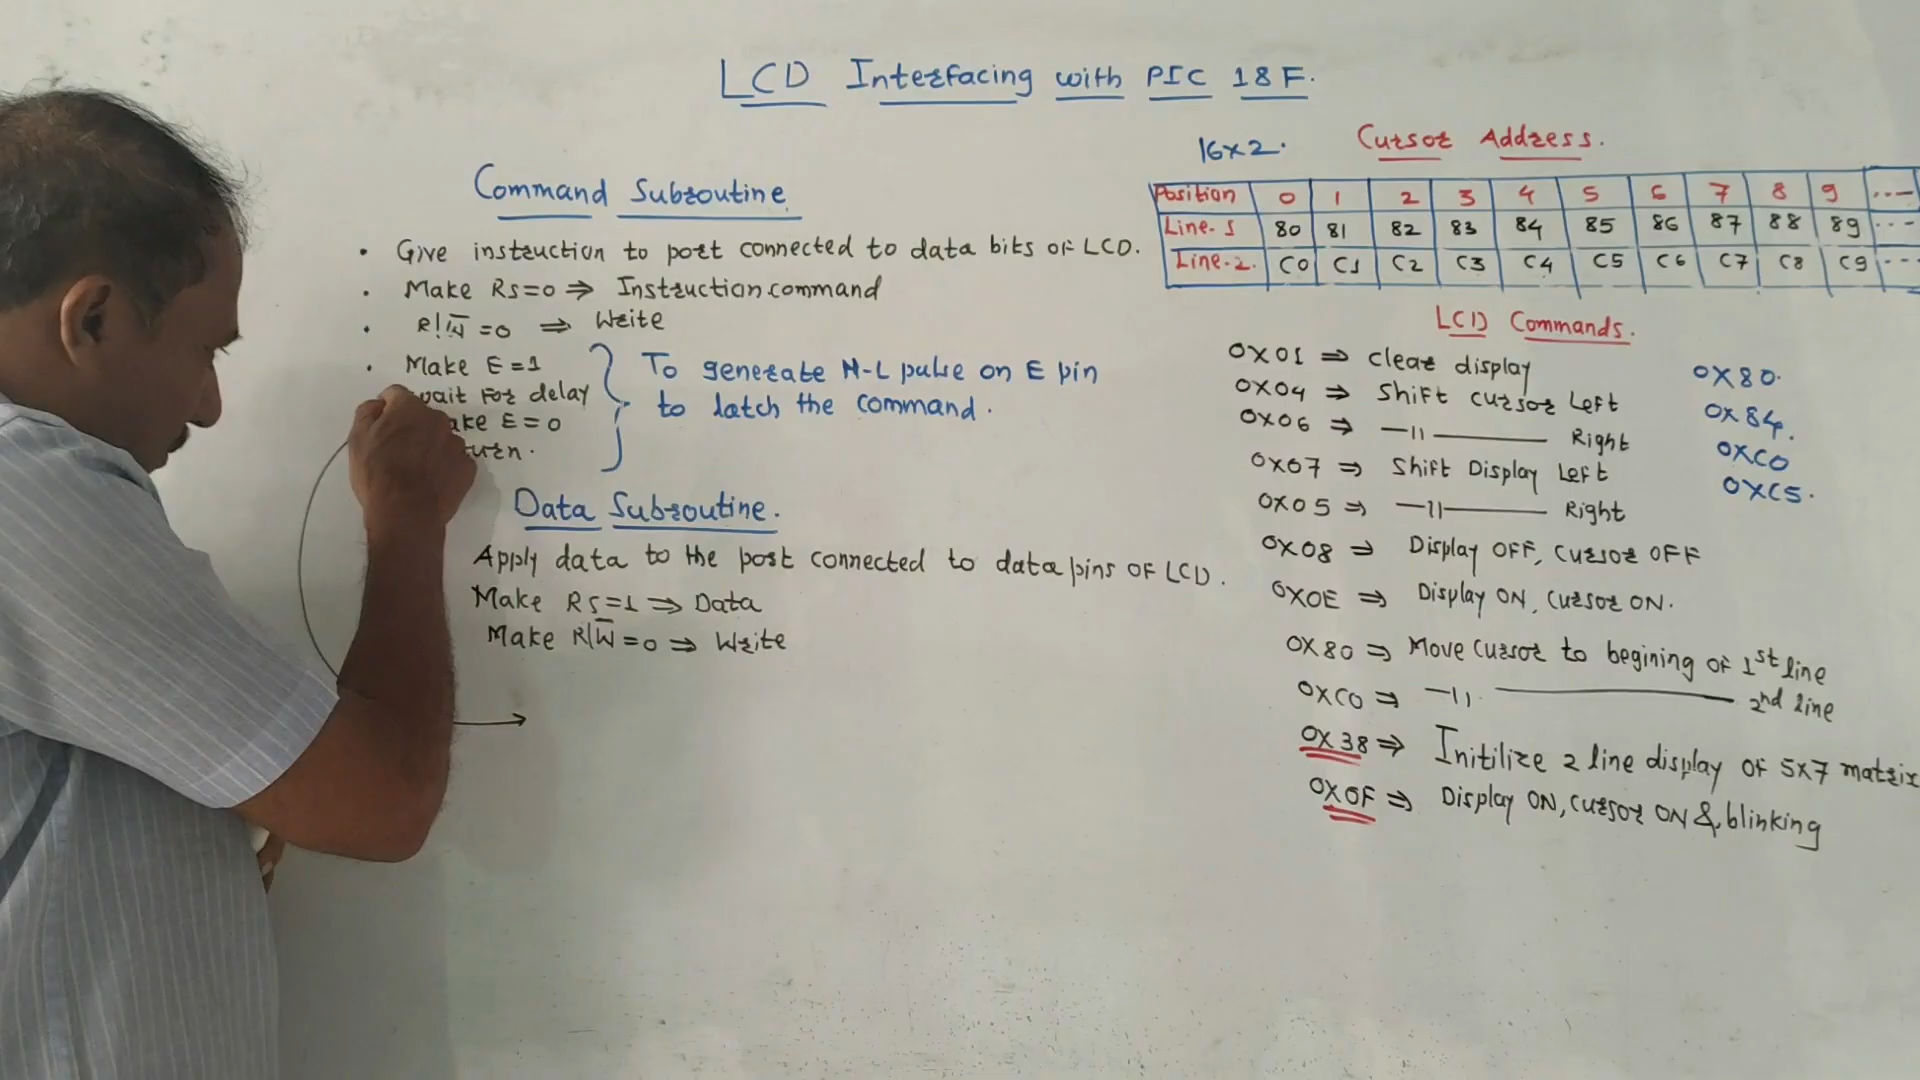 LCD Interfacing with PIC 18F.
Command Subroutine
• Give instruction to port connected to data bits of LCD.
• Make Rs=0 ⇒ Instruction command
• R/W̅ =0 ⇒ Write
• Make E=1
wait for delay
ake E=0
urn.
To generate H-L pulse on E pin
to latch the command.
Data Subroutine.
Apply data to the port connected to data pins of LCD.
Make Rs=1 ⇒ Data
Make R/W̅ =0 ⇒ Write
16x2. Cursor Address.
Position 0 1 2 3 4 5 6 7 8 9 ----
Line-1 80 81 82 83 84 85 86 87 88 89 ---
Line-2. C0 C1 C2 C3 C4 C5 C6 C7 C8 C9 ---
LCD Commands.
0X01 ⇒ clear display
0X04 ⇒ Shift cursor Left
0X06 ⇒ —11— Right
0X07 ⇒ Shift Display Left
0X05 ⇒ —11— Right
0X08 ⇒ Display OFF, Cursor OFF
0X0E ⇒ Display ON, Cursor ON.
0X80 ⇒ Move cursor to begining of 1st line
0XC0 ⇒ —11— 2nd line
0X38 ⇒ Initilize 2 line display of 5x7 matrix
0X0F ⇒ Display ON, Cursor ON & blinking
0X80.
0X84.
0XC0
0XC5.